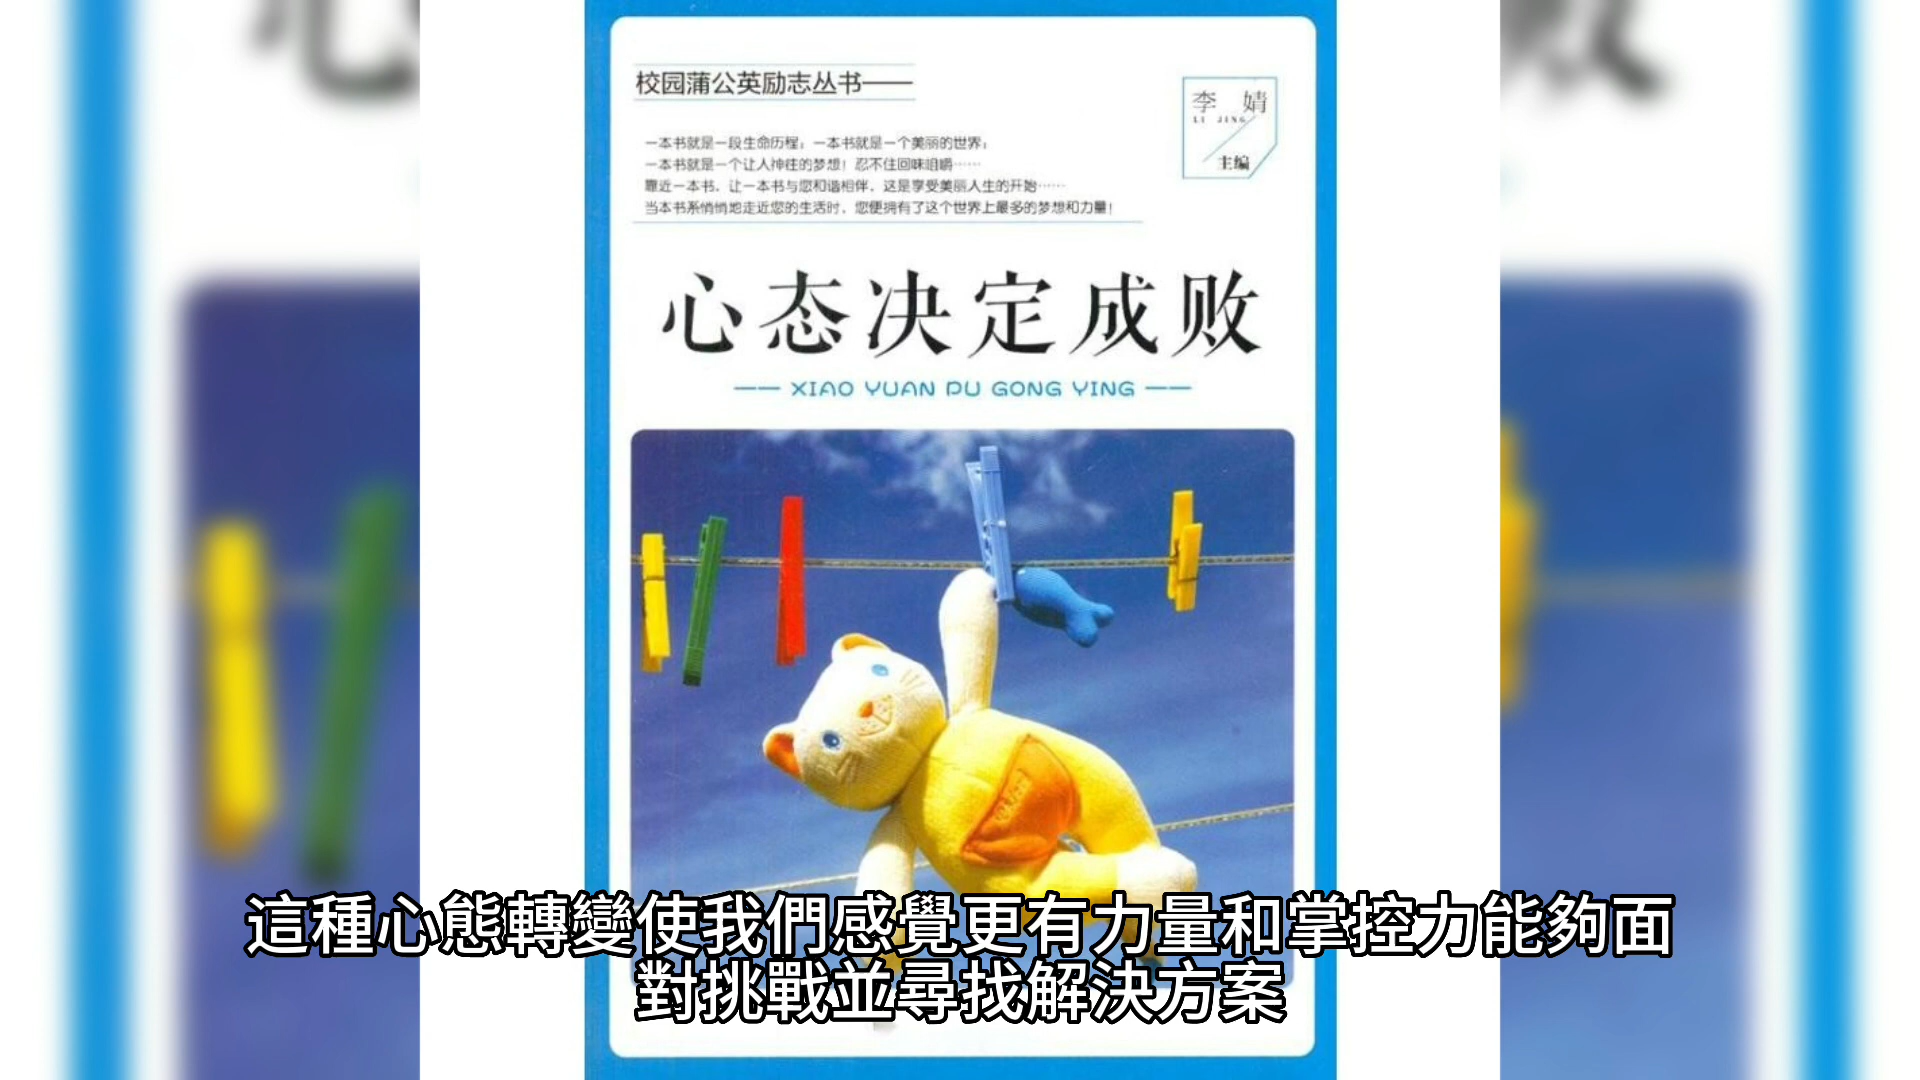 校园蒲公英励志丛书——
李 婧
LI JING
主编
一本书就是一段生命历程；一本书就是一个美丽的世界；
一本书就是一个让人神往的梦想！忍不住回味咀嚼……
靠近一本书，让一本书与您和谐相伴，这是享受美丽人生的开始……
当本书系悄悄地走近您的生活时，您便拥有了这个世界上最多的梦想和力量！
心态决定成败
—— XIAO YUAN PU GONG YING ——
這種心態轉變使我們感覺更有力量和掌控力能夠面
對挑戰並尋找解決方案